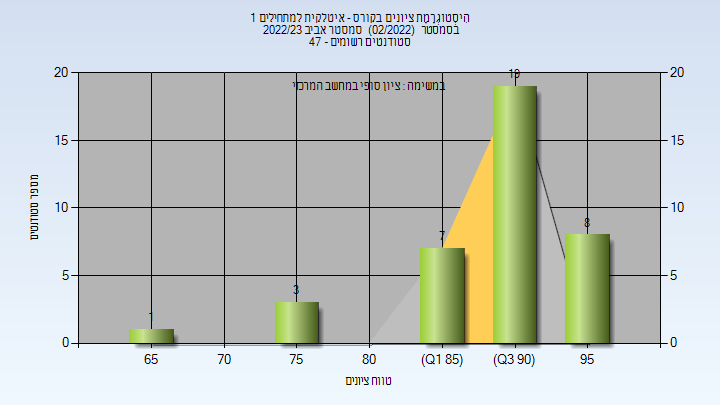 היסטוגרמת ציונים בקורס - איטלקית למתחילים 1
בסמסטר (02/2022) סמסטר אביב 2022/23
סטודנטים רשומים - 47
במשימה : ציון סופי במחשב המרכזי
20
15
10
5
0
20
15
10
5
0
מספר סטודנטים
1
3
7
19
8
65
70
75
80
(Q1 85)
(Q3 90)
95
טווח ציונים